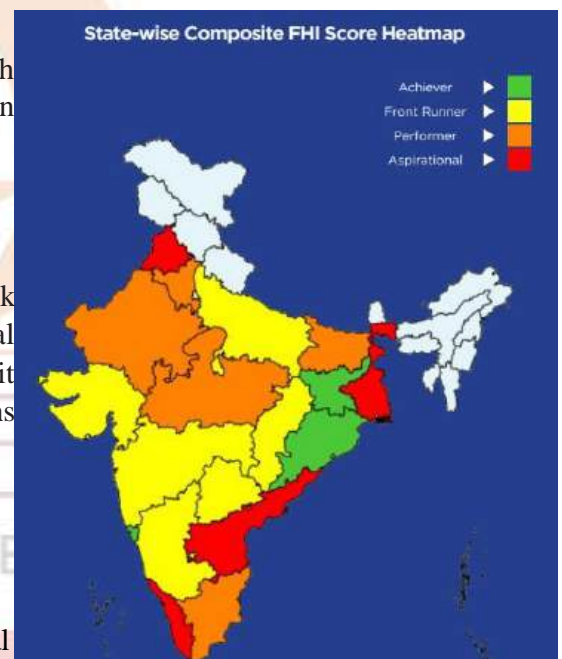 State-wise Composite FHI Score Heatmap
Achiever
Front Runner
Performer
Aspirational